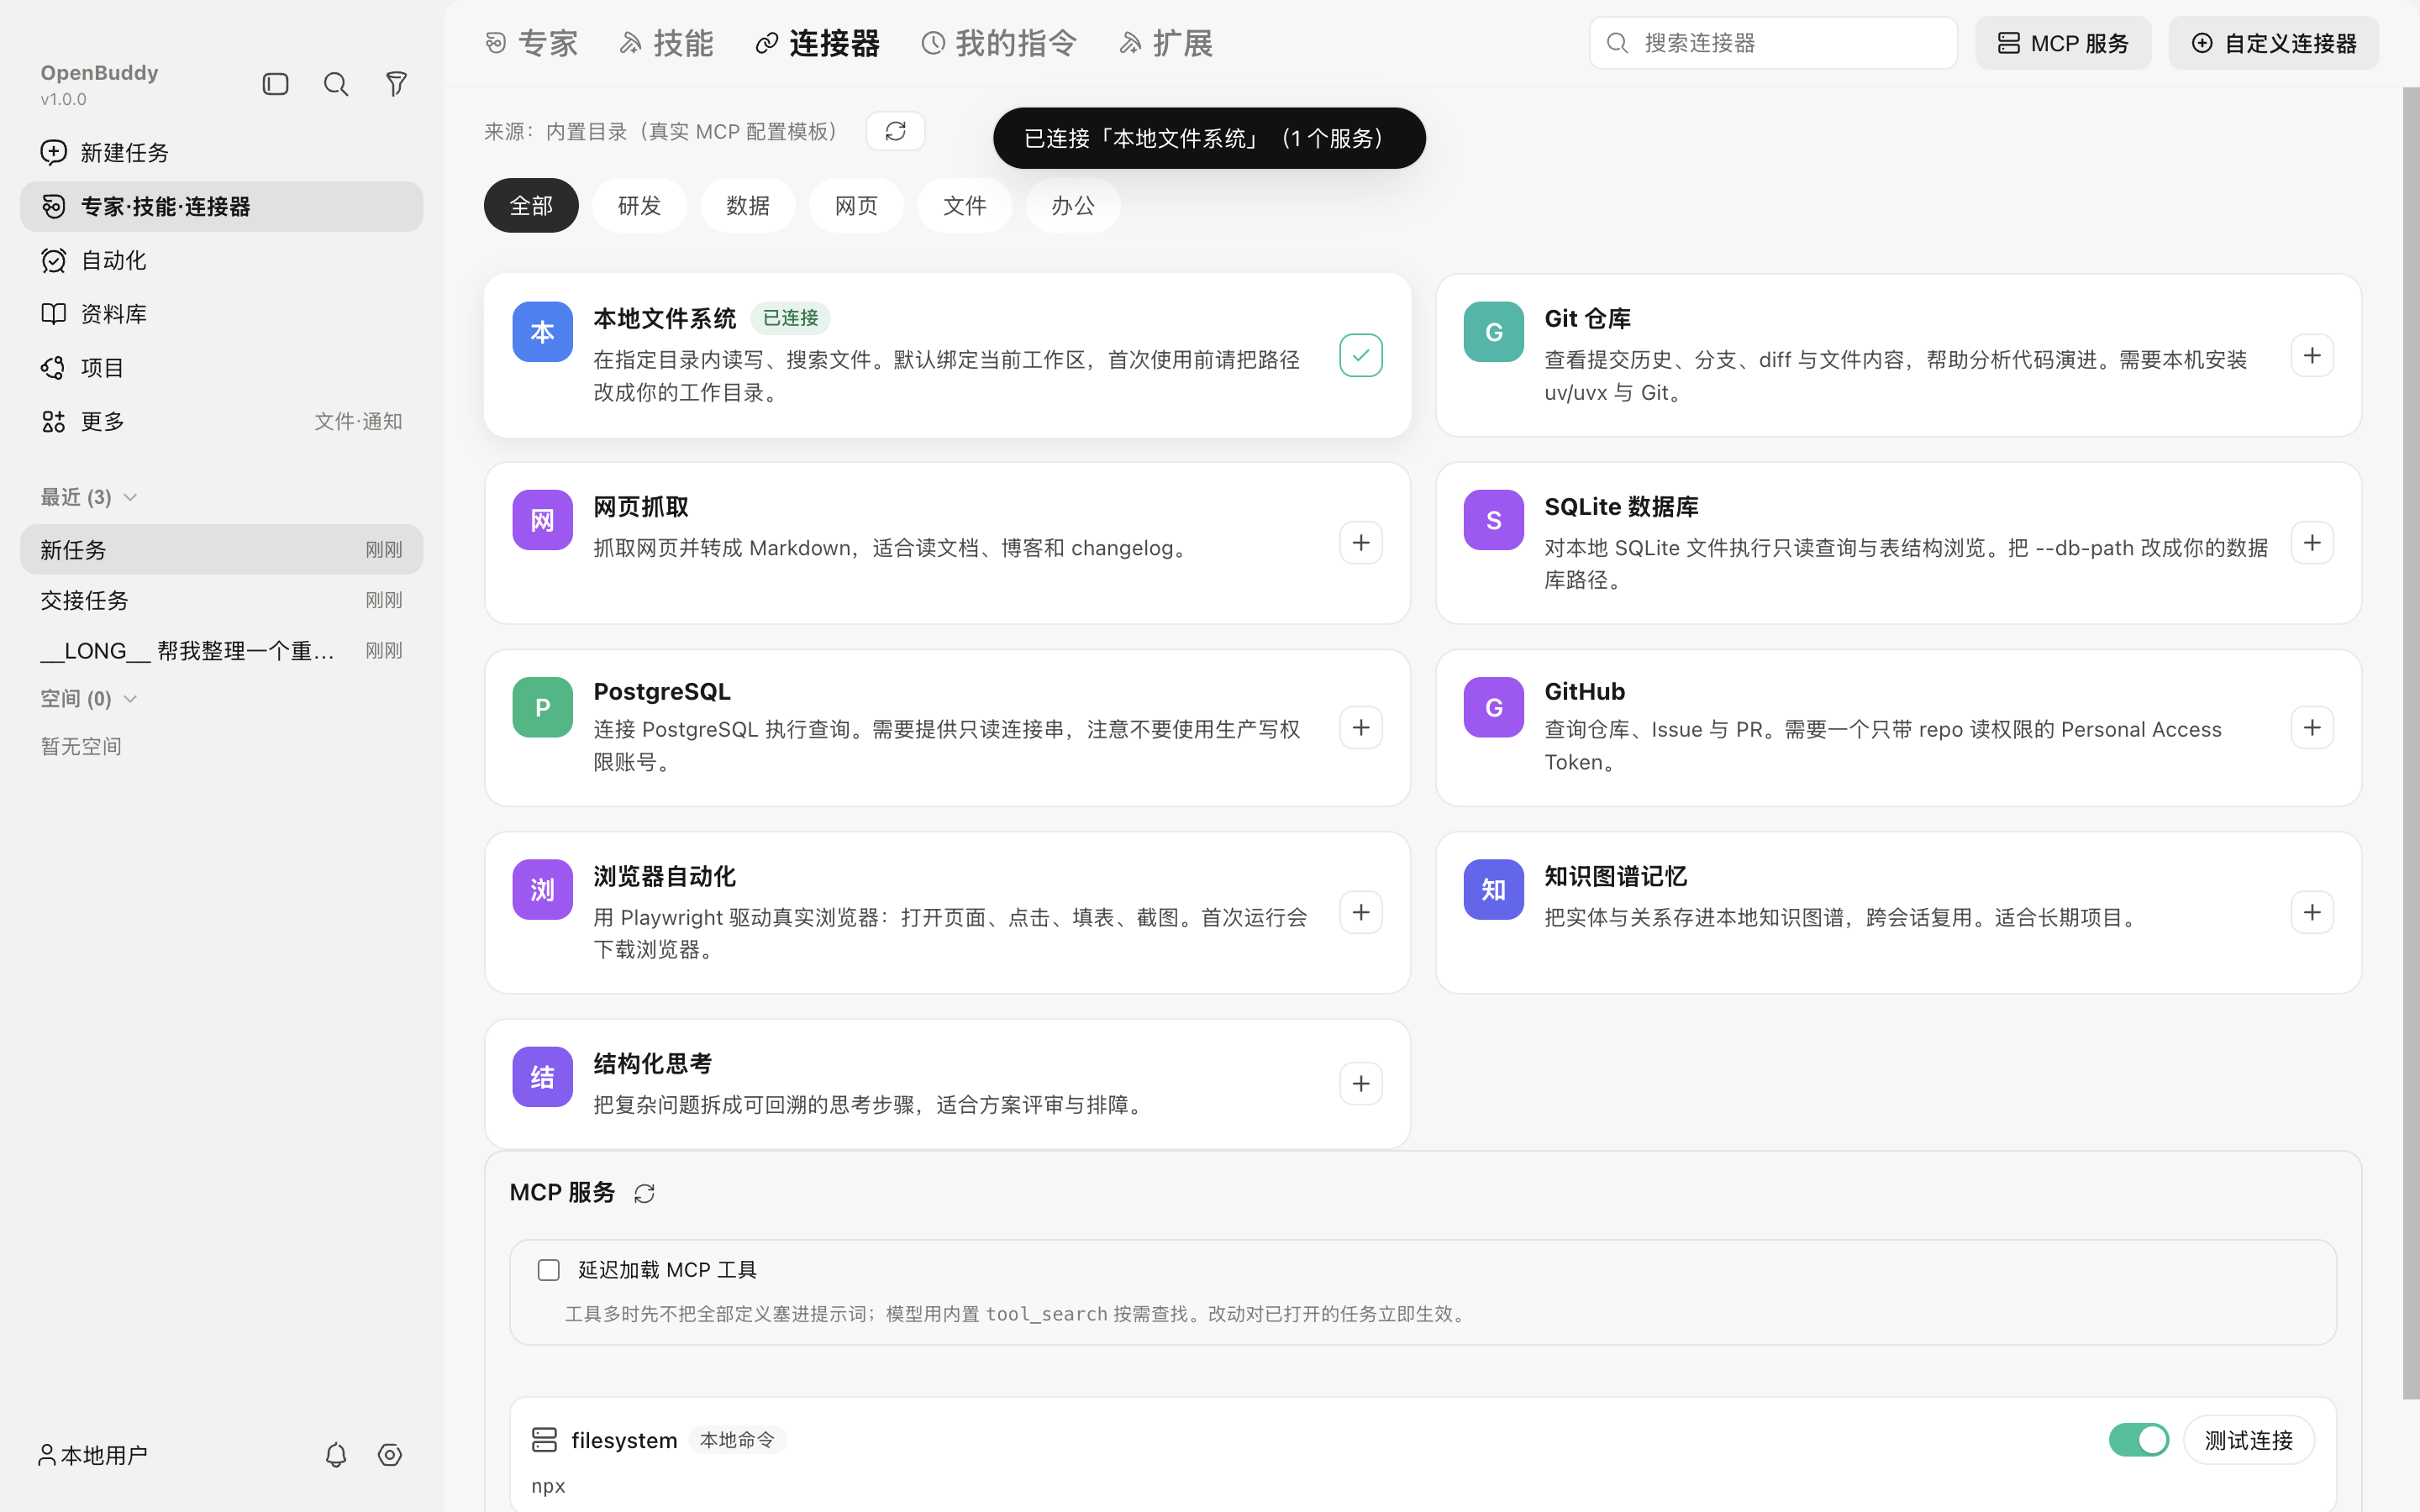 OpenBuddy
v1.0.0
新建任务
专家·技能·连接器
自动化
资料库
项目
更多
文件·通知
最近 (3)
新任务
刚刚
交接任务
刚刚
__LONG__ 帮我整理一个重...
刚刚
空间 (0)
暂无空间
本地用户
专家
技能
连接器
我的指令
扩展
搜索连接器
MCP 服务
自定义连接器
来源：内置目录（真实 MCP 配置模板）
已连接「本地文件系统」（1 个服务）
全部
研发
数据
网页
文件
办公
本
本地文件系统
已连接
在指定目录内读写、搜索文件。默认绑定当前工作区，首次使用前请把路径
改成你的工作目录。
G
Git 仓库
查看提交历史、分支、diff 与文件内容，帮助分析代码演进。需要本机安装
uv/uvx 与 Git。
网
网页抓取
抓取网页并转成 Markdown，适合读文档、博客和 changelog。
S
SQLite 数据库
对本地 SQLite 文件执行只读查询与表结构浏览。把 --db-path 改成你的数据
库路径。
P
PostgreSQL
连接 PostgreSQL 执行查询。需要提供只读连接串，注意不要使用生产写权
限账号。
G
GitHub
查询仓库、Issue 与 PR。需要一个只带 repo 读权限的 Personal Access
Token。
浏
浏览器自动化
用 Playwright 驱动真实浏览器：打开页面、点击、填表、截图。首次运行会
下载浏览器。
知
知识图谱记忆
把实体与关系存进本地知识图谱，跨会话复用。适合长期项目。
结
结构化思考
把复杂问题拆成可回溯的思考步骤，适合方案评审与排障。
MCP 服务
延迟加载 MCP 工具
工具多时先不把全部定义塞进提示词；模型用内置 tool_search 按需查找。改动对已打开的任务立即生效。
filesystem
本地命令
测试连接
npx